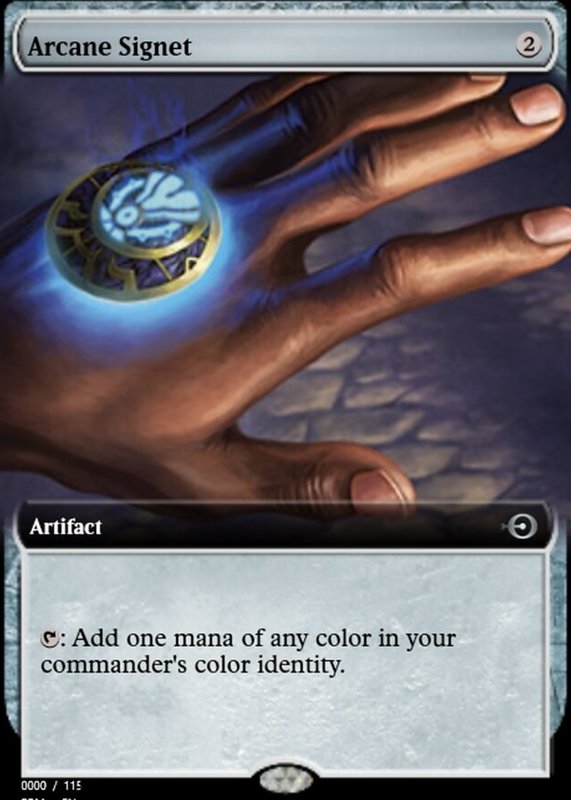 Arcane Signet 2
Artifact
: Add one mana of any color in your
commander's color identity.
0000 / 115